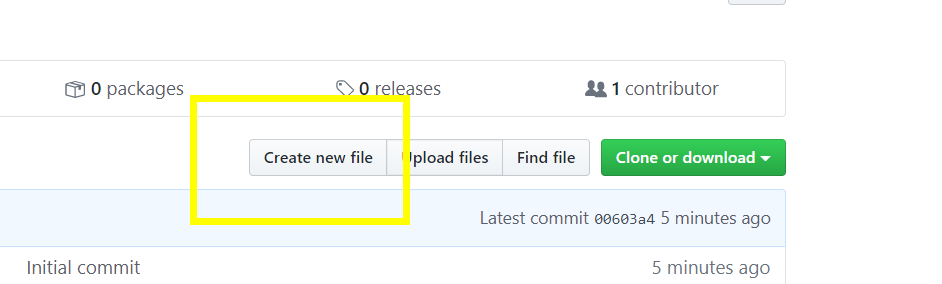 0 packages 0 releases 1 contributor
Create new file Upload files Find file Clone or download
Latest commit 00603a4 5 minutes ago
Initial commit 5 minutes ago